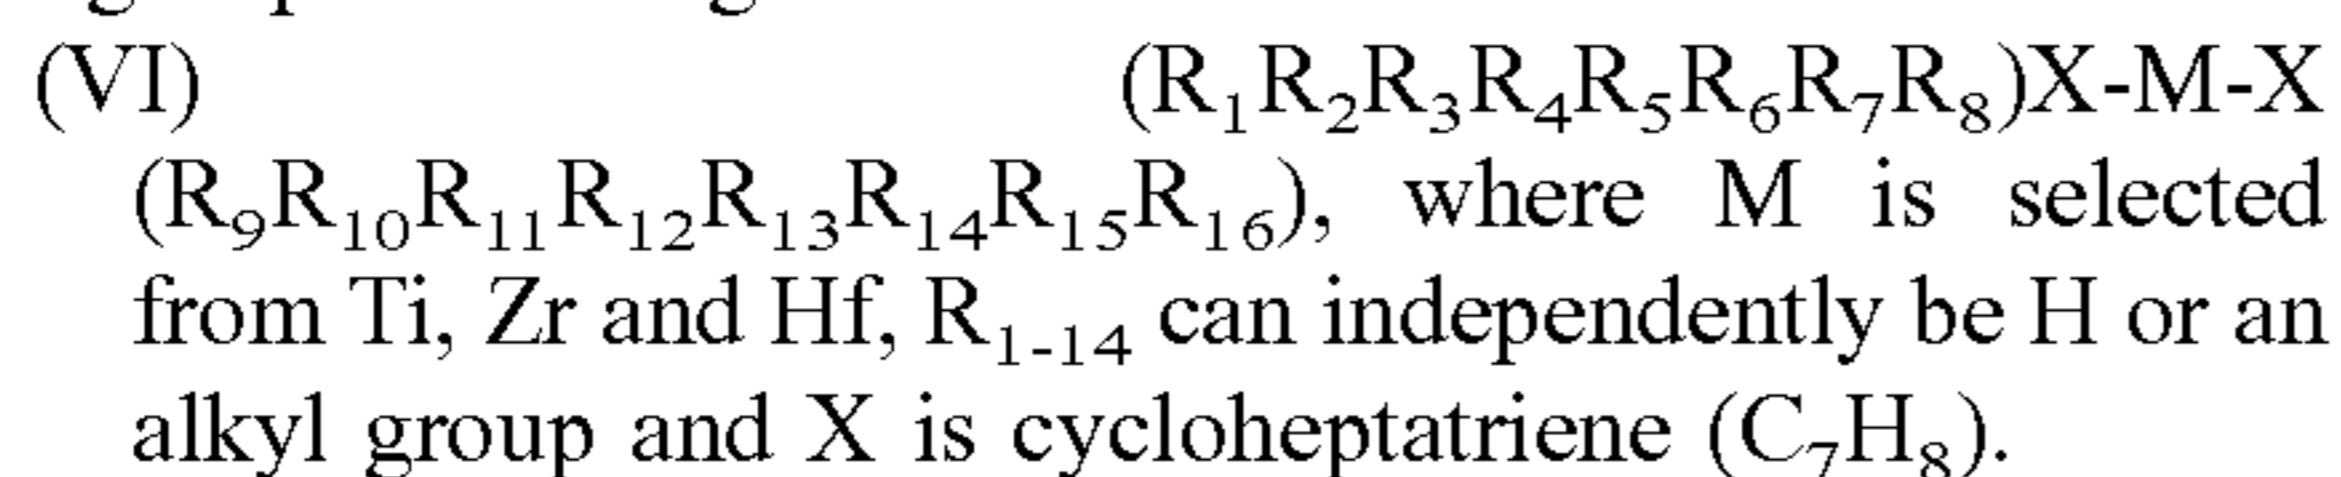 (VI) (R₁R₂R₃R₄R₅R₆R₇R₈)X-M-X
(R₉R₁₀R₁₁R₁₂R₁₃R₁₄R₁₅R₁₆), where M is selected
from Ti, Zr and Hf, R₁₋₁₄ can independently be H or an
alkyl group and X is cycloheptatriene (C₇H₈).